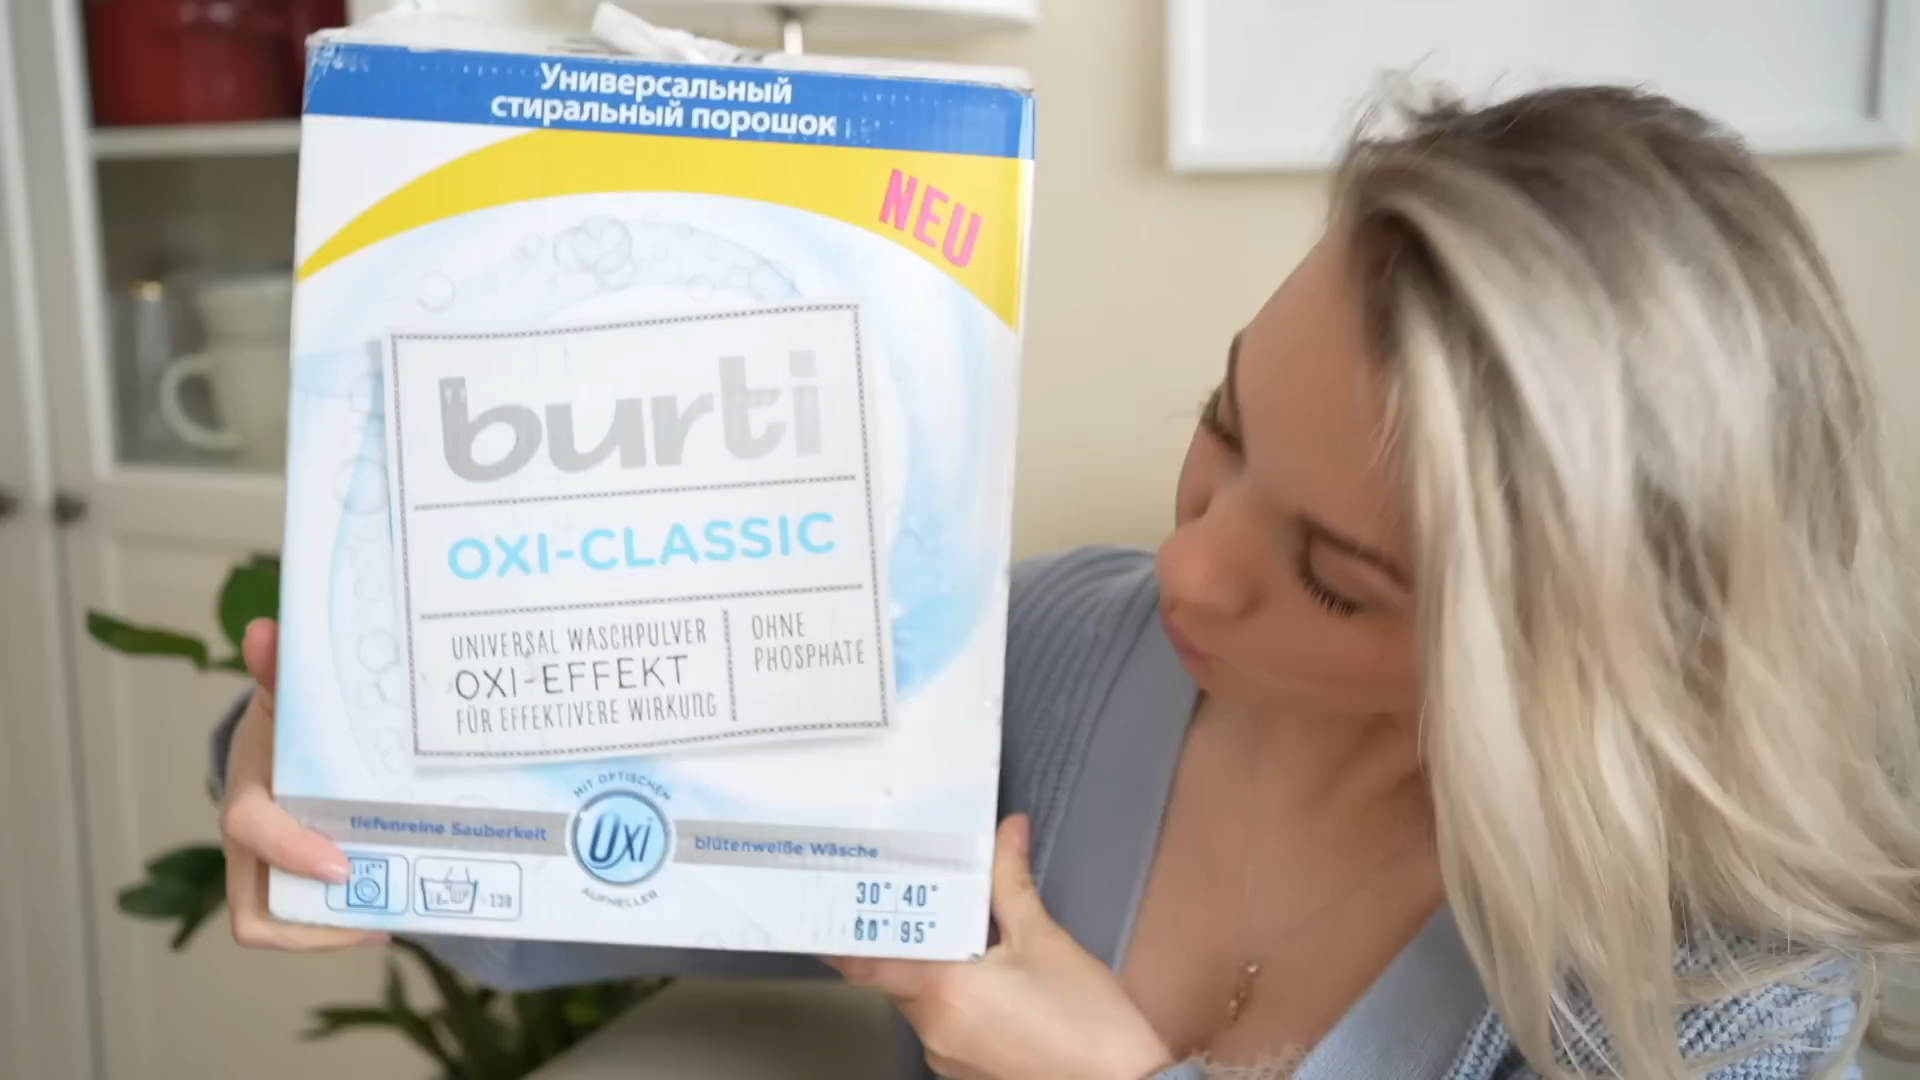 Универсальный
стиральный порошок
NEU
burti
OXI-CLASSIC
UNIVERSAL WASCHPULVER
OXI-EFFEKT
FÜR EFFEKTIVERE WIRKUNG
OHNE
PHOSPHATE
MIT OPTISCHEM
OXI
AUFHELLER
tiefenreine Sauberkeit
blütenweiße Wäsche
30° 40°
60° 95°